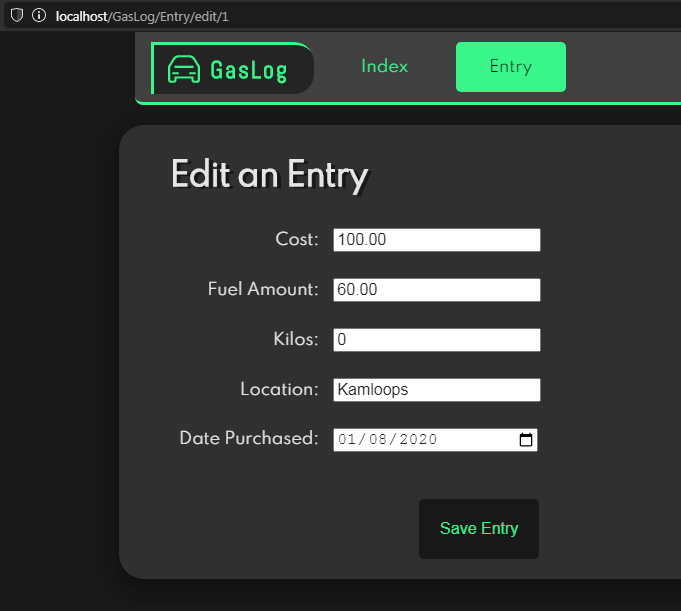 localhost/GasLog/Entry/edit/1
GasLog Index Entry
Edit an Entry
Cost: 100.00
Fuel Amount: 60.00
Kilos: 0
Location: Kamloops
Date Purchased: 01/08/2020
Save Entry